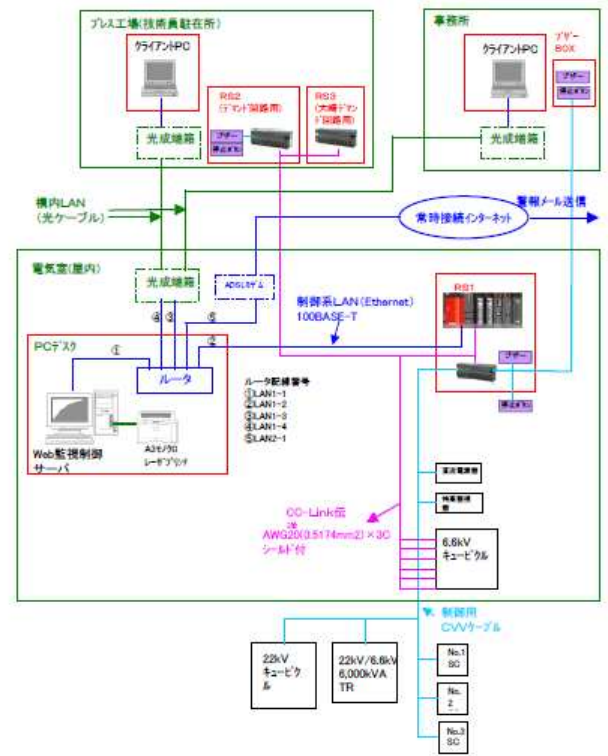 プレス工場(技術員駐在所)
クライアントPC
RS2
(デマンド回路用)
RS3
(大崎デマンド回路用)
ブザー
停止ボタン
光成端箱
事務所
クライアントPC
ブザー
BOX
ブザー
停止ボタン
光成端箱
構内LAN
(光ケーブル)
常時接続インターネット
警報メール送信
電気室(屋内)
光成端箱
ADSLモデム
制御系LAN(Ethernet)
100BASE-T
RS1
④③
⑤
②
PCデスク
①
ルータ
ルータ配線番号
①LAN1-1
②LAN1-2
③LAN1-3
④LAN1-4
⑤LAN2-1
ブザー
停止ボタン
Web監視制御
サーバ
A3モノクロ
レーザプリンタ
直流電源盤
CC-Link伝
送
AWG20(0.5174mm2)×3C
シールド付
6.6kV
キュービクル
制御用
CVVケーブル
22kV
キュービク
ル
22kV/6.6kV
6,000kVA
TR
No.1
SC
No.
2
No.3
SC